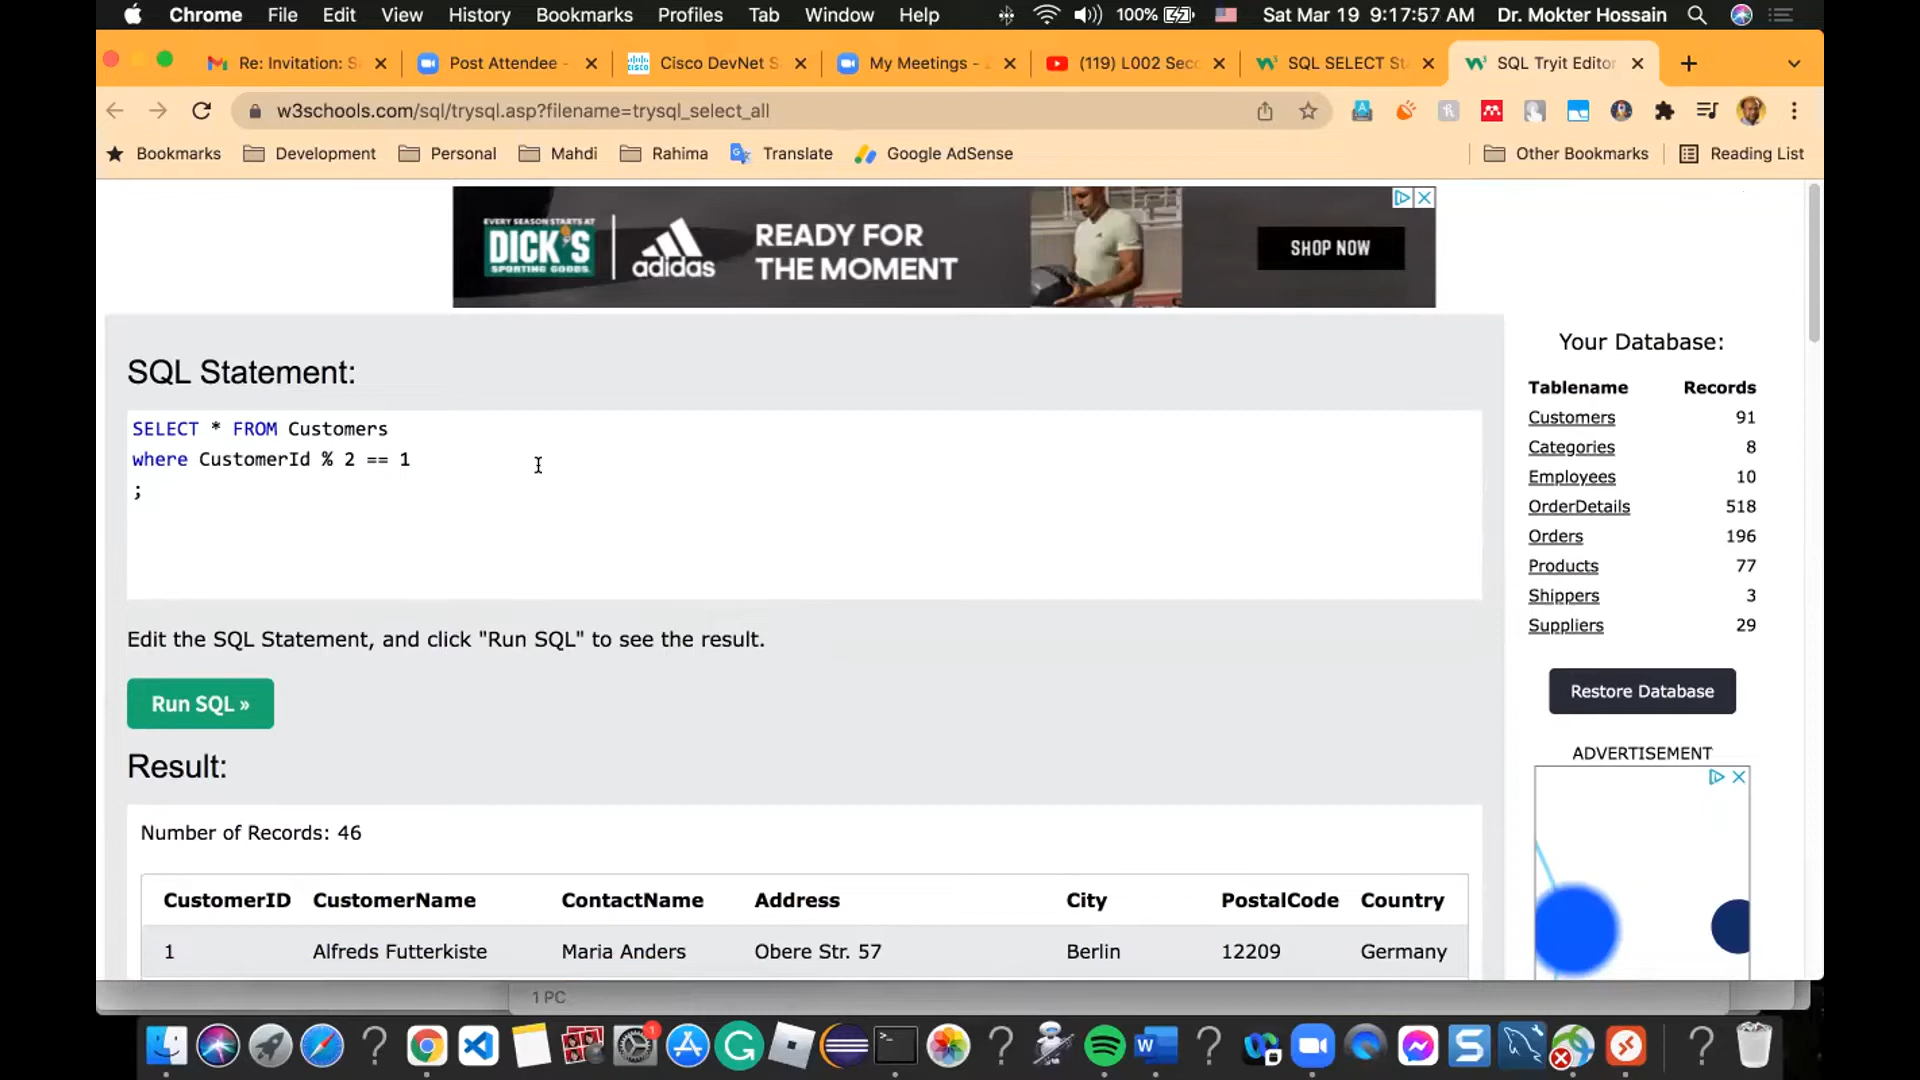 Chrome File Edit View History Bookmarks Profiles Tab Window Help 100% Sat Mar 19 9:17:57 AM Dr. Mokter Hossain
Re: Invitation: S Post Attendee - Cisco DevNet S My Meetings - (119) L002 Sec SQL SELECT St SQL Tryit Editor
w3schools.com/sql/trysql.asp?filename=trysql_select_all
Bookmarks Development Personal Mahdi Rahima Translate Google AdSense Other Bookmarks Reading List
EVERY SEASON STARTS AT
DICK'S
SPORTING GOODS.
adidas
READY FOR
THE MOMENT
SHOP NOW
SQL Statement:
SELECT * FROM Customers
where CustomerId % 2 == 1
;
Edit the SQL Statement, and click "Run SQL" to see the result.
Run SQL »
Result:
Number of Records: 46
CustomerID CustomerName ContactName Address City PostalCode Country
1 Alfreds Futterkiste Maria Anders Obere Str. 57 Berlin 12209 Germany
Your Database:
Tablename Records
Customers 91
Categories 8
Employees 10
OrderDetails 518
Orders 196
Products 77
Shippers 3
Suppliers 29
Restore Database
ADVERTISEMENT
1 PC